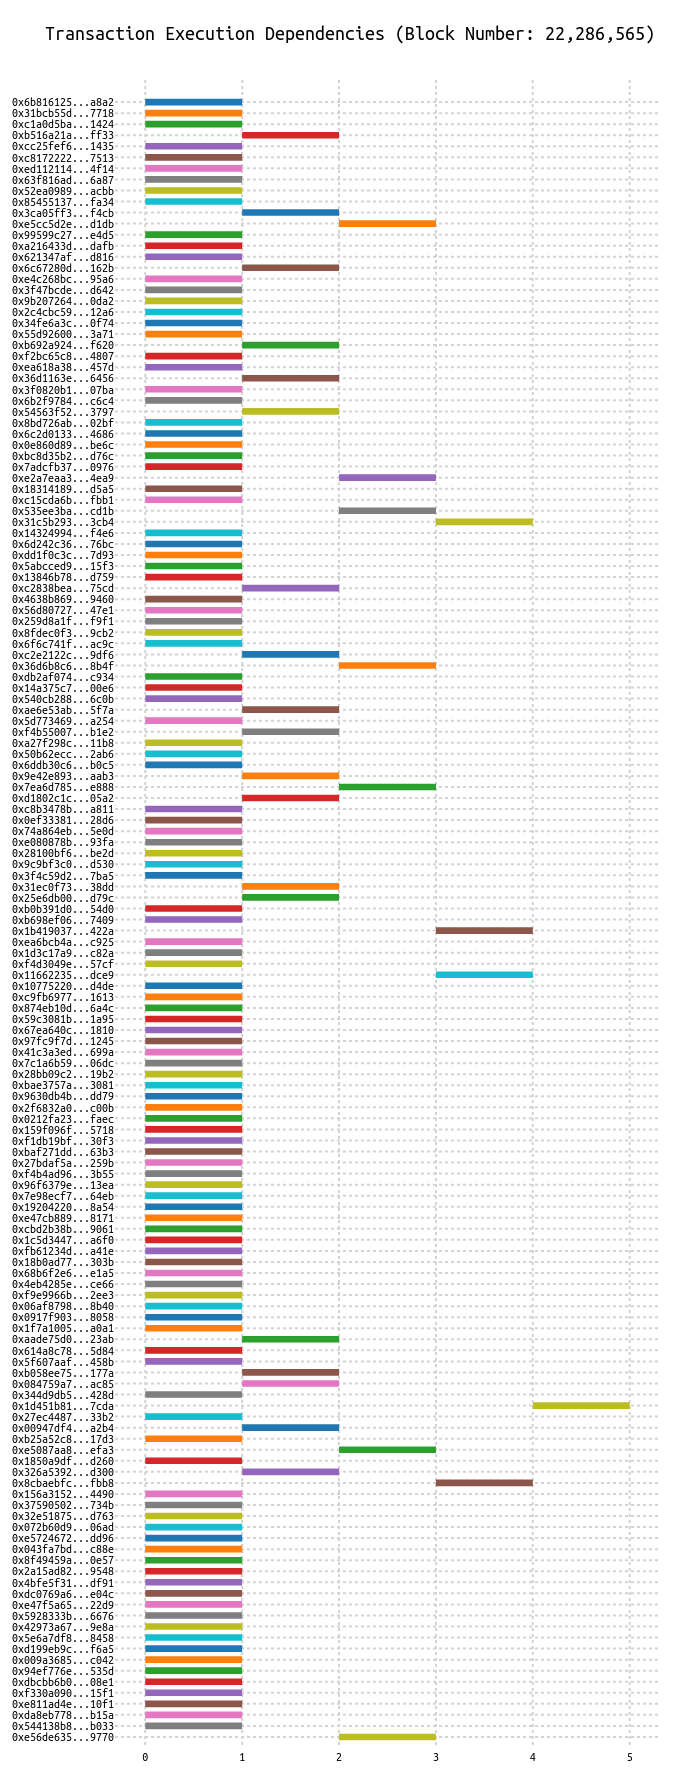 Transaction Execution Dependencies (Block Number: 22,286,565)
0x6b816125...a8a2
0x31bcb55d...7718
0xc1a0d5ba...1424
0xb516a21a...ff33
0xcc25fef6...1435
0xc8172222...7513
0xed112114...4f14
0x63f816ad...6a87
0x52ea0989...acbb
0x85455137...fa34
0x3ca05ff3...f4cb
0xe5cc5d2e...d1db
0x99599c27...e4d5
0xa216433d...dafb
0x621347af...d816
0x6c67280d...162b
0xe4c268bc...95a6
0x3f47bcde...d642
0x9b207264...0da2
0x2c4cbc59...12a6
0x34fe6a3c...0f74
0x55d92600...3a71
0xb692a924...f620
0xf2bc65c8...4807
0xea618a38...457d
0x36d1163e...6456
0x3f0820b1...07ba
0x6b2f9784...c6c4
0x54563f52...3797
0x8bd726ab...02bf
0x6c2d0133...4686
0x0e860d89...be6c
0xbc8d35b2...d76c
0x7adcfb37...0976
0xe2a7eaa3...4ea9
0x18314189...d5a5
0xc15cda6b...fbb1
0x535ee3ba...cd1b
0x31c5b293...3cb4
0x14324994...f4e6
0x6d242c36...76bc
0xdd1f0c3c...7d93
0x5abcced9...15f3
0x13846b78...d759
0xc2838bea...75cd
0x4638b869...9460
0x56d80727...47e1
0x259d8a1f...f9f1
0x8fdec0f3...9cb2
0x6f6c741f...ac9c
0xc2e2122c...9df6
0x36d6b8c6...8b4f
0xdb2af074...c934
0x14a375c7...00e6
0x540cb288...6c0b
0xae6e53ab...5f7a
0x5d773469...a254
0xf4b55007...b1e2
0xa27f298c...11b8
0x50b62ecc...2ab6
0x6ddb30c6...b0c5
0x9e42e893...aab3
0x7ea6d785...e888
0xd1802c1c...05a2
0xc8b3478b...a811
0x0ef33381...28d6
0x74a864eb...5e0d
0xe080878b...93fa
0x28100bf6...be2d
0x9c9bf3c0...d530
0x3f4c59d2...7ba5
0x31ec0f73...38dd
0x25e6db00...d79c
0xb0b391d0...54d0
0xb698ef06...7409
0x1b419037...422a
0xea6bcb4a...c925
0x1d3c17a9...c82a
0xf4d3049e...57cf
0x11662235...dce9
0x10775220...d4de
0xc9fb6977...1613
0x874eb10d...6a4c
0x59c3081b...1a95
0x67ea640c...1810
0x97fc9f7d...1245
0x41c3a3ed...699a
0x7c1a6b59...06dc
0x28bb09c2...19b2
0xbae3757a...3081
0x9630db4b...dd79
0x2f6832a0...c00b
0x0212fa23...faec
0x159f096f...5718
0xf1db19bf...30f3
0xbaf271dd...63b3
0x27bdaf5a...259b
0xf4b4ad96...3b55
0x96f6379e...13ea
0x7e98ecf7...64eb
0x19204220...8a54
0xe47cb889...8171
0xcbd2b38b...9061
0x1c5d3447...a6f0
0xfb61234d...a41e
0x18b0ad77...303b
0x68b6f2e6...e1a5
0x4eb4285e...ce66
0xf9e9966b...2ee3
0x06af8798...8b40
0x0917f903...8058
0x1f7a1005...a0a1
0xaade75d0...23ab
0x614a8c78...5d84
0x5f607aaf...458b
0xb058ee75...177a
0x084759a7...ac85
0x344d9db5...428d
0x1d451b81...7cda
0x27ec4487...33b2
0x00947df4...a2b4
0xb25a52c8...17d3
0xe5087aa8...efa3
0x1850a9df...d260
0x326a5392...d300
0x8cbaebfc...fbb8
0x156a3152...4490
0x37590502...734b
0x32e51875...d763
0x072b60d9...06ad
0xe5724672...dd96
0x043fa7bd...c88e
0x8f49459a...0e57
0x2a15ad82...9548
0x4bfe5f31...df91
0xdc0769a6...e04c
0xe47f5a65...22d9
0x5928333b...6676
0x42973a67...9e8a
0x5e6a7df8...8458
0xd199eb9c...f6a5
0x009a3685...c042
0x94ef776e...535d
0xdbcbb6b0...08e1
0xf330a090...15f1
0xe811ad4e...10f1
0xda8eb778...b15a
0x544138b8...b033
0xe56de635...9770
0 1 2 3 4 5